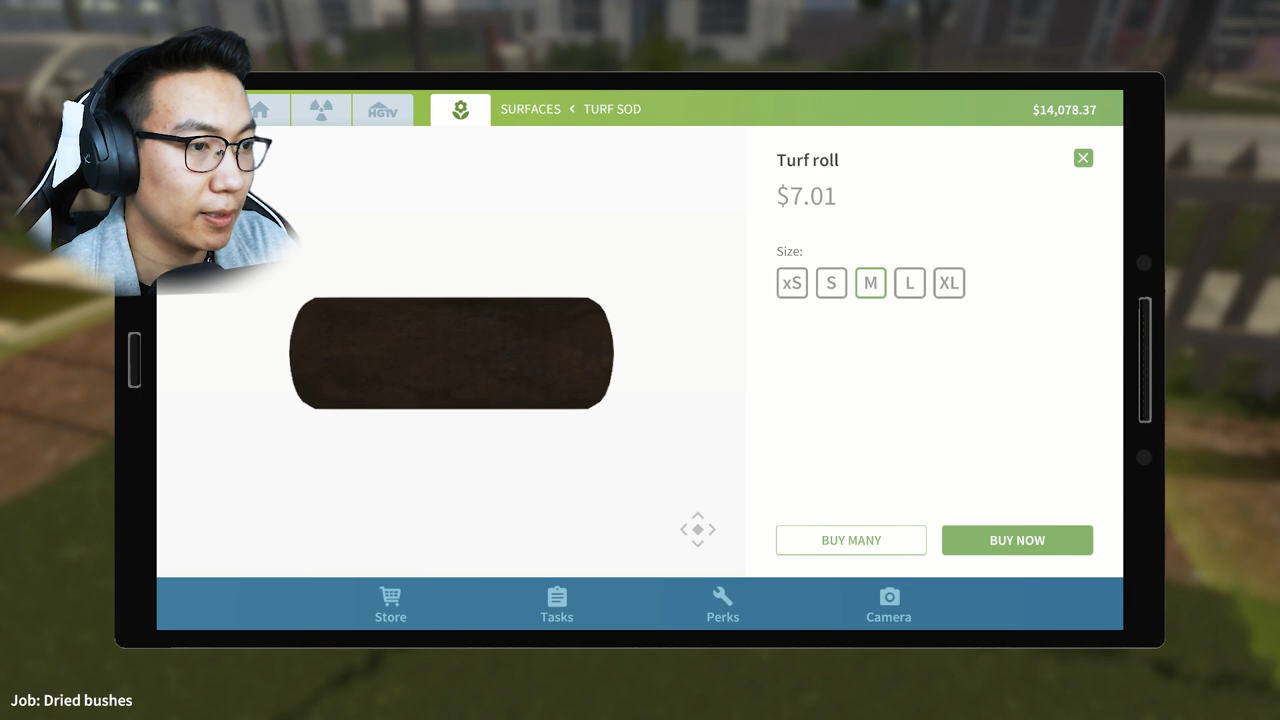 HGTV
SURFACES < TURF SOD
$14,078.37
Turf roll
$7.01
Size:
xS S M L XL
BUY MANY
BUY NOW
Store
Tasks
Perks
Camera
Job: Dried bushes